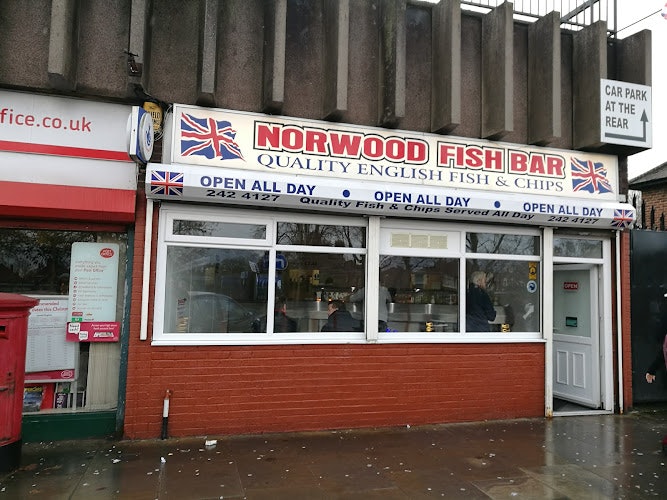 ffice.co.uk
NORWOOD FISH BAR
QUALITY ENGLISH FISH & CHIPS
OPEN ALL DAY • OPEN ALL DAY • OPEN ALL DAY
242 4127 Quality Fish & Chips Served All Day 242 4127
CAR PARK
AT THE
REAR
OPEN